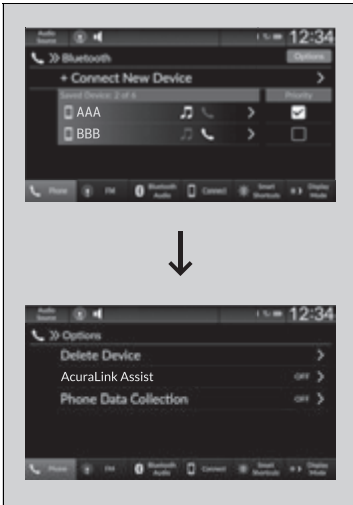 Audio Source 12:34
Bluetooth Options
+ Connect New Device
Saved Device: 2 of 6 Priority
AAA
BBB
Phone FM Bluetooth Audio Connect Smart Shortcuts Display Mode
Audio Source 12:34
Options
Delete Device
AcuraLink Assist OFF
Phone Data Collection OFF
Phone FM Bluetooth Audio Connect Smart Shortcuts Display Mode